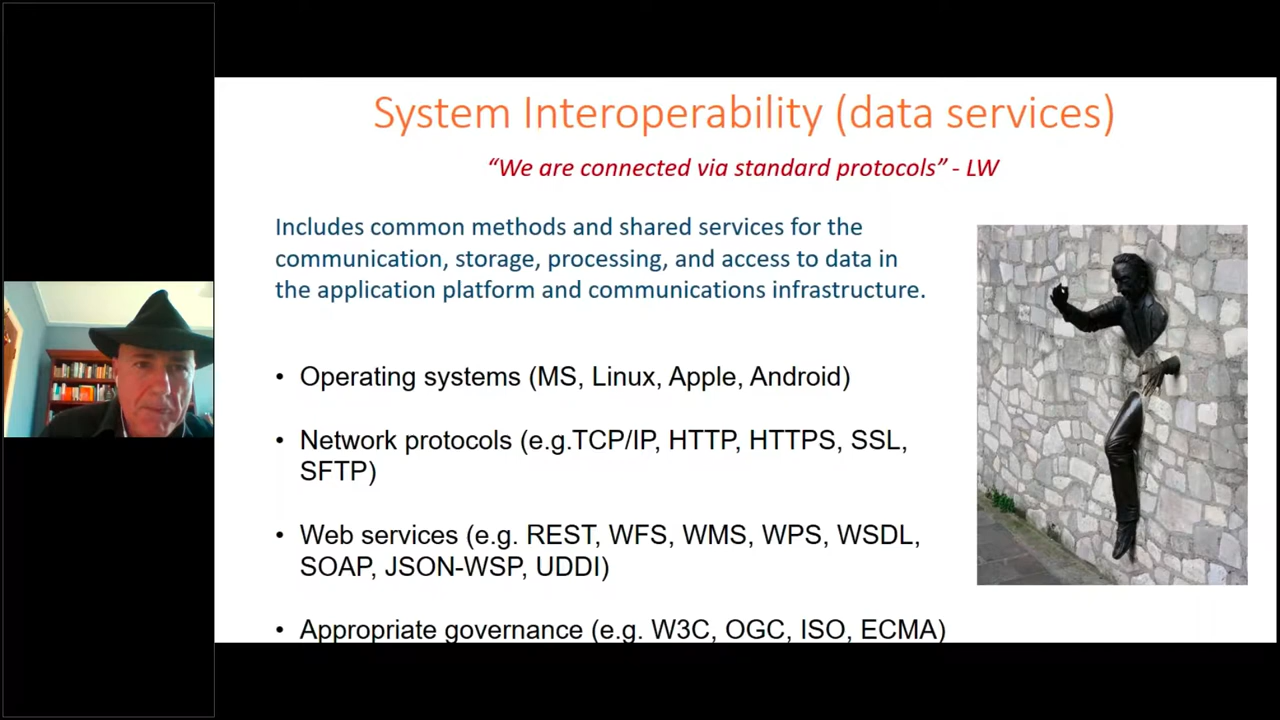 System Interoperability (data services)
“We are connected via standard protocols” - LW
Includes common methods and shared services for the
communication, storage, processing, and access to data in
the application platform and communications infrastructure.
• Operating systems (MS, Linux, Apple, Android)
• Network protocols (e.g.TCP/IP, HTTP, HTTPS, SSL,
SFTP)
• Web services (e.g. REST, WFS, WMS, WPS, WSDL,
SOAP, JSON-WSP, UDDI)
• Appropriate governance (e.g. W3C, OGC, ISO, ECMA)